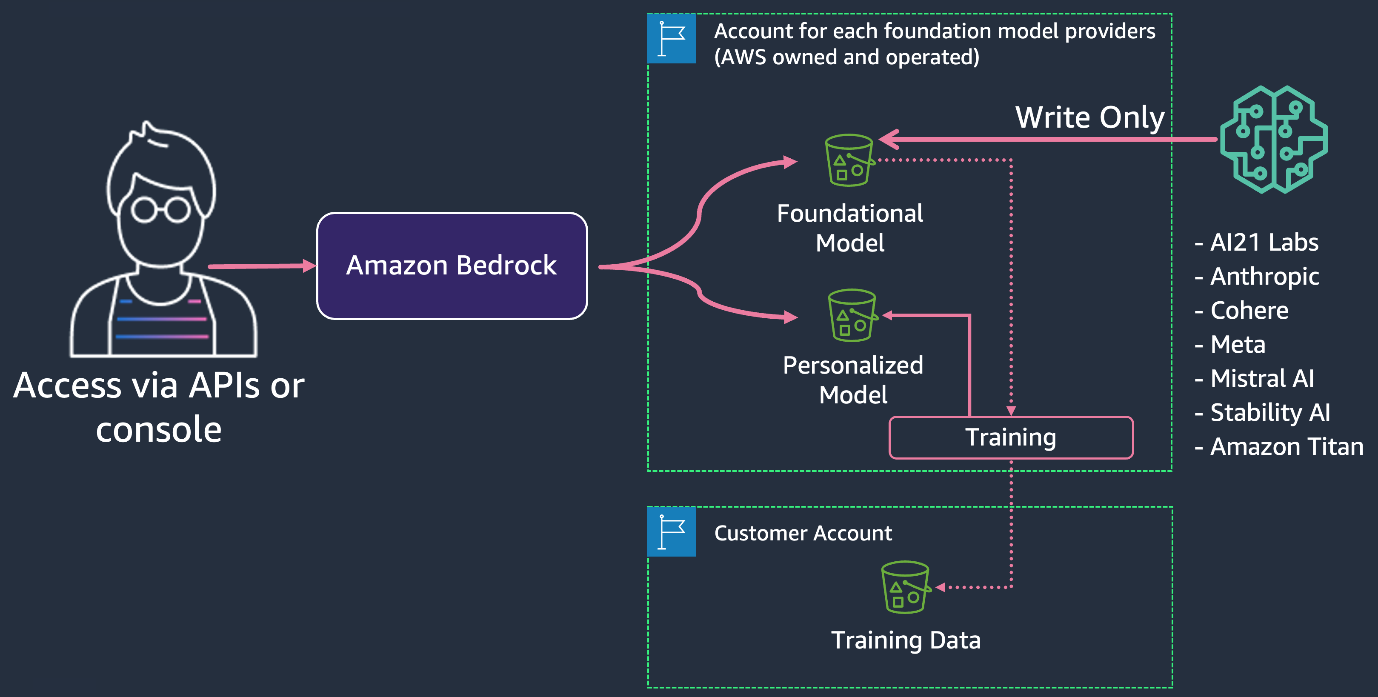 Account for each foundation model providers
(AWS owned and operated)
Write Only
Foundational
Model
Amazon Bedrock
Access via APIs or
console
Personalized
Model
Training
- AI21 Labs
- Anthropic
- Cohere
- Meta
- Mistral AI
- Stability AI
- Amazon Titan
Customer Account
Training Data